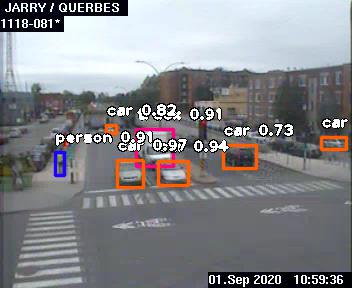 JARRY / QUERBES
1118-081*
car 0.82
0.91
car 0.73
car
person 0.91
car 0.97
0.94
01.Sep 2020 10:59:36